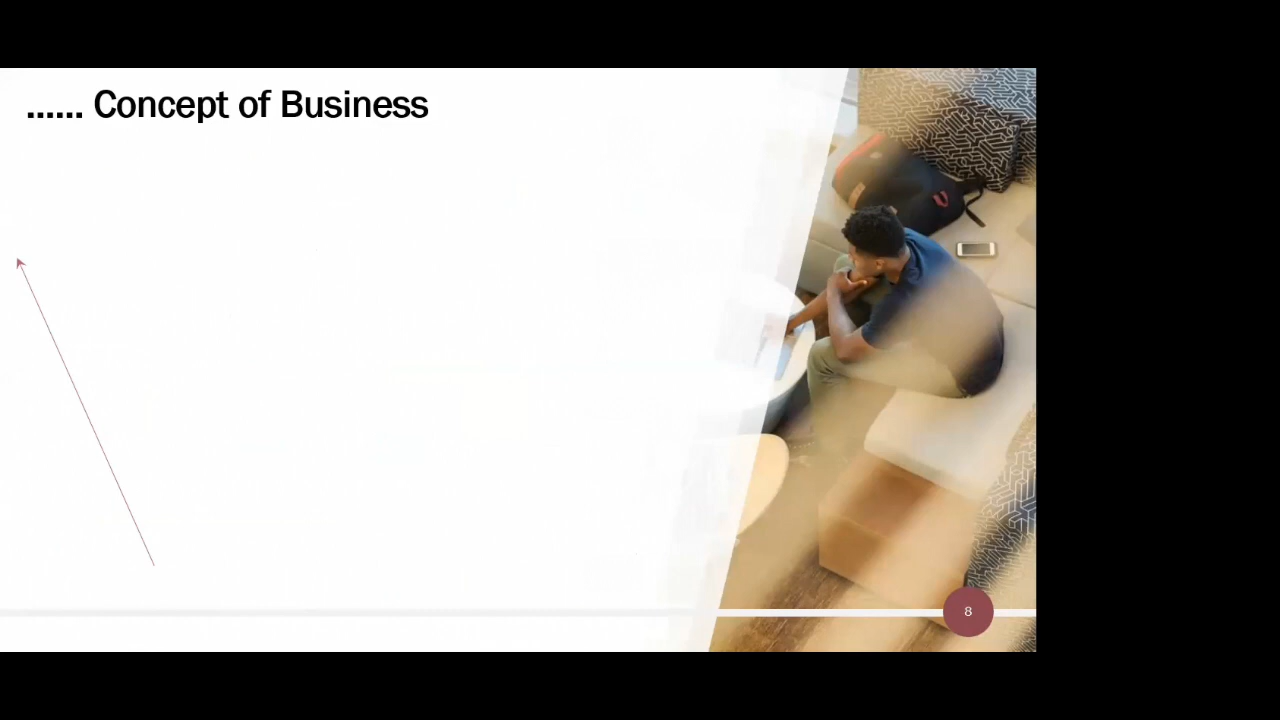 ...... Concept of Business
8